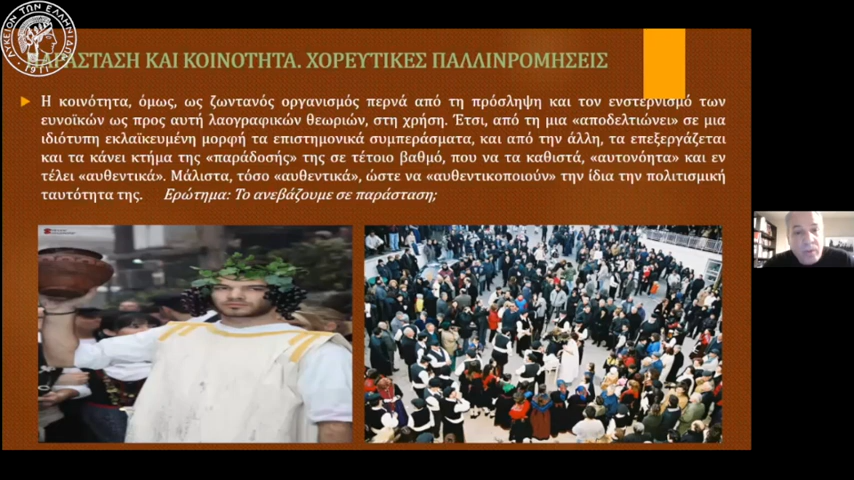 ΛΥΚΕΙΟΝ ΤΩΝ ΕΛΛΗΝΙΔΩΝ
1911
ΠΑΡΑΣΤΑΣΗ ΚΑΙ ΚΟΙΝΟΤΗΤΑ. ΧΟΡΕΥΤΙΚΕΣ ΠΑΛΛΙΝΡΟΜΗΣΕΙΣ
Η κοινότητα, όμως, ως ζωντανός οργανισμός περνά από τη πρόσληψη και τον ενστερνισμό των
ευνοϊκών ως προς αυτή λαογραφικών θεωριών, στη χρήση. Έτσι, από τη μια «αποδελτιώνει» σε μια
ιδιότυπη εκλαϊκευμένη μορφή τα επιστημονικά συμπεράσματα, και από την άλλη, τα επεξεργάζεται
και τα κάνει κτήμα της «παράδοσής» της σε τέτοιο βαθμό, που να τα καθιστά, «αυτονόητα» και εν
τέλει «αυθεντικά». Μάλιστα, τόσο «αυθεντικά», ώστε να «αυθεντικοποιούν» την ίδια την πολιτισμική
ταυτότητα της. Ερώτημα: Το ανεβάζουμε σε παράσταση;